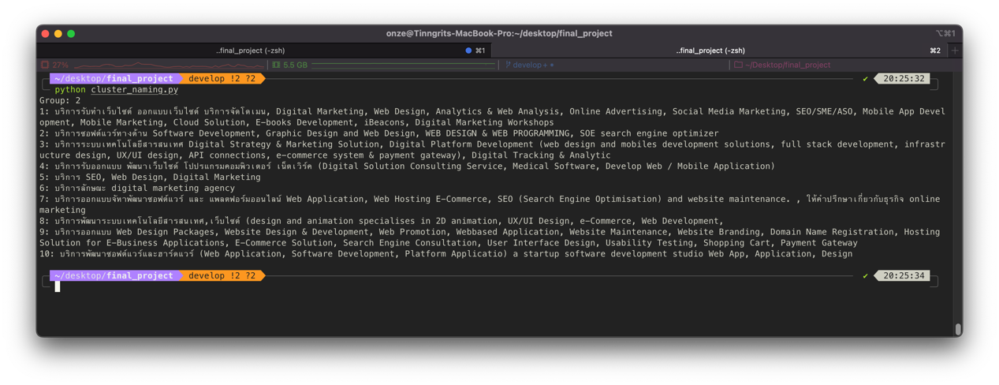 onze@Tinngrits-MacBook-Pro:~/desktop/final_project
⌥⌘1
..final_project (-zsh)
⌘1
..final_project (-zsh)
⌘2
27%
5.5 GB
develop+
~/Desktop/final_project
~/desktop/final_project develop !2 ?2 ✔ 20:25:32
python cluster_naming.py
Group: 2
1: บริการรับทำเว็บไซต์ ออกแบบเว็บไซต์ บริการจัดโดเมน, Digital Marketing, Web Design, Analytics & Web Analysis, Online Advertising, Social Media Marketing, SEO/SME/ASO, Mobile App Devel
opment, Mobile Marketing, Cloud Solution, E-books Development, iBeacons, Digital Marketing Workshops
2: บริการซอฟต์แวร์ทางด้าน Software Development, Graphic Design and Web Design, WEB DESIGN & WEB PROGRAMMING, SOE search engine optimizer
3: บริการระบบเทคโนโลยีสารสนเทศ Digital Strategy & Marketing Solution, Digital Platform Development (web design and mobiles development solutions, full stack development, infrast
ructure design, UX/UI design, API connections, e-commerce system & payment gateway), Digital Tracking & Analytic
4: บริการรับออกแบบ พัฒนาเว็บไซต์ โปปรแกรมคอมพิวเตอร์ เน็ตเวิร์ค (Digital Solution Consulting Service, Medical Software, Develop Web / Mobile Application)
5: บริการ SEO, Web Design, Digital Marketing
6: บริการลักษณะ digital marketing agency
7: บริการออกแบบจัหาพัฒนาซอฟต์แวร์ และ แพลตฟอร์มออนไลน์ Web Application, Web Hosting E-Commerce, SEO (Search Engine Optimisation) and website maintenance. , ให้คำปรึกษาเกี่ยวกับธุรกิจ online
marketing
8: บริการพัฒนาระบบเทคโนโลยีสารสนเทศ,เว็บไซต์ (design and animation specialises in 2D animation, UX/UI Design, e-Commerce, Web Development,
9: บริการออกแบบ Web Design Packages, Website Design & Development, Web Promotion, Webbased Application, Website Maintenance, Website Branding, Domain Name Registration, Hosting
Solution for E-Business Applications, E-Commerce Solution, Search Engine Consultation, User Interface Design, Usability Testing, Shopping Cart, Payment Gateway
10: บริการพัฒนาซอฟต์แวร์และฮาร์ดแวร์ (Web Application, Software Development, Platform Applicatio) a startup software development studio Web App, Application, Design
~/desktop/final_project develop !2 ?2 ✔ 20:25:34